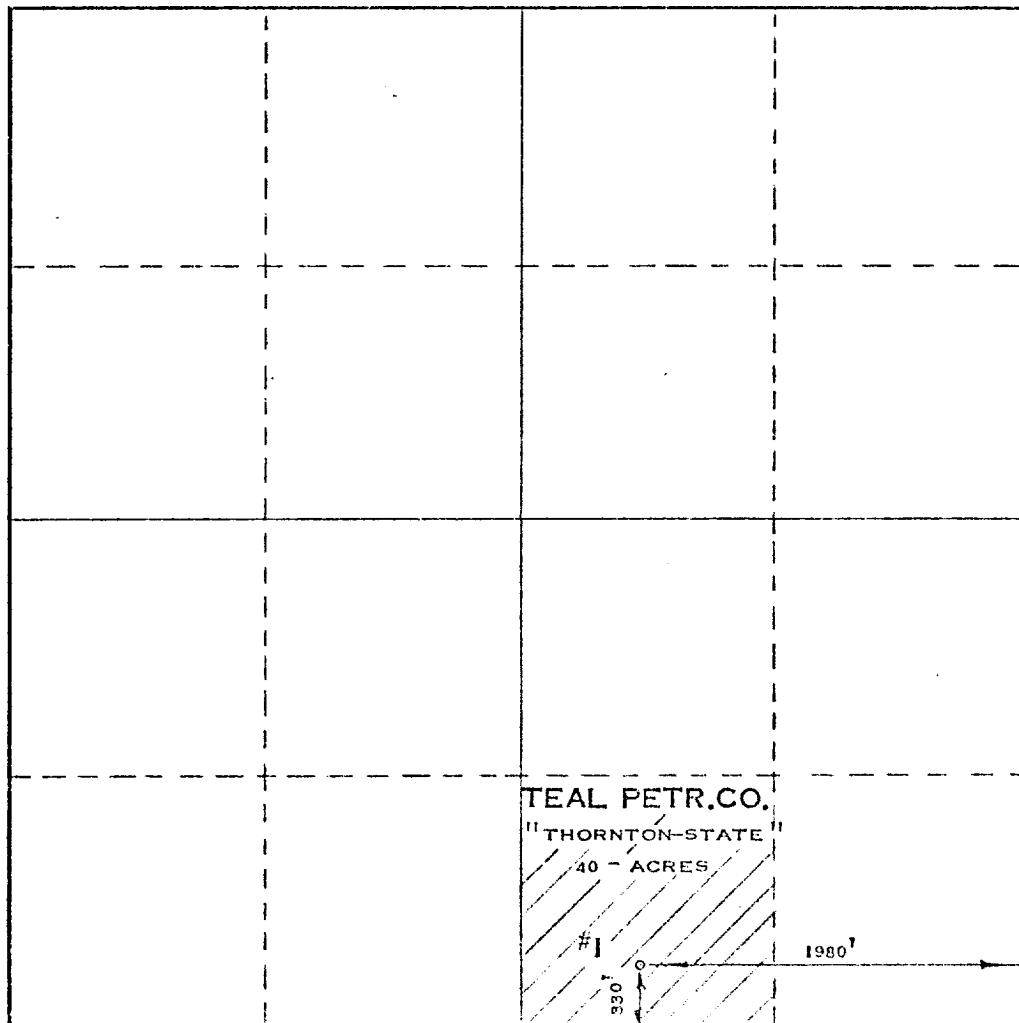 TEAL PETR.CO.
"THORNTON-STATE"
40 - ACRES
#1
1980'
330'